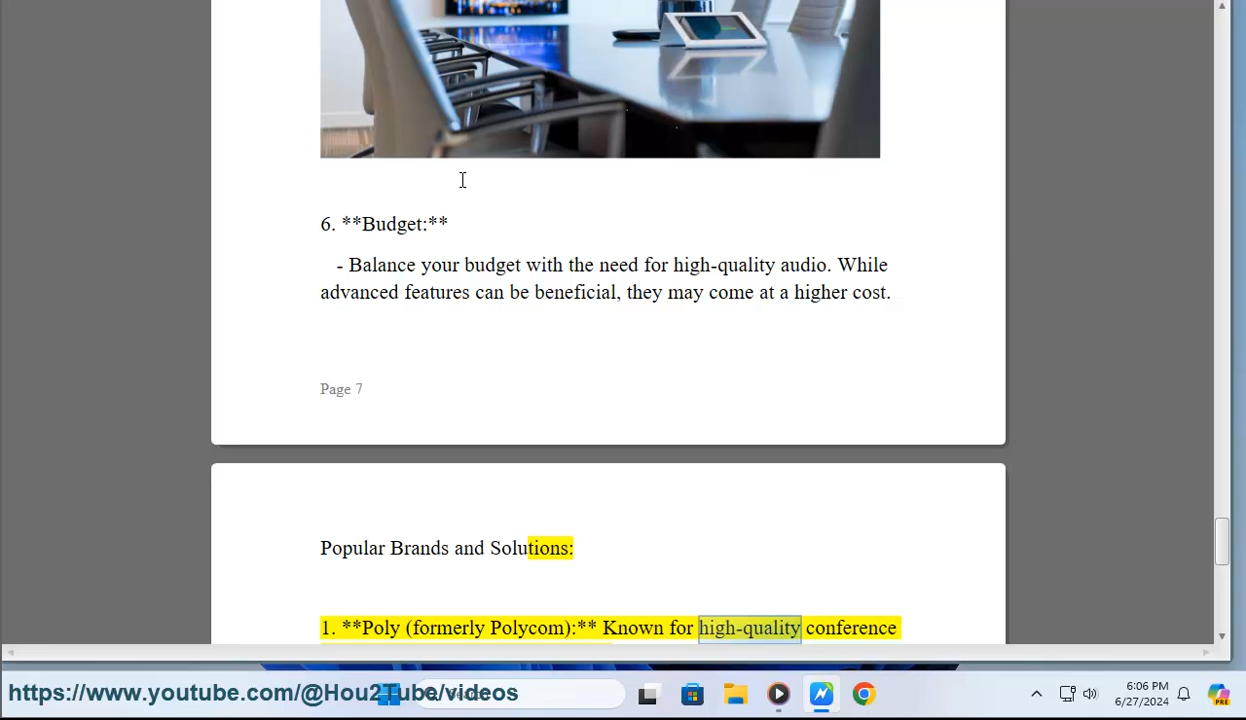 6. **Budget:**
- Balance your budget with the need for high-quality audio. While
advanced features can be beneficial, they may come at a higher cost.
Page 7
Popular Brands and Solutions:
1. **Poly (formerly Polycom):** Known for high-quality conference
https://www.youtube.com/@Hou2Tube/videos
6:06 PM
6/27/2024
PRE